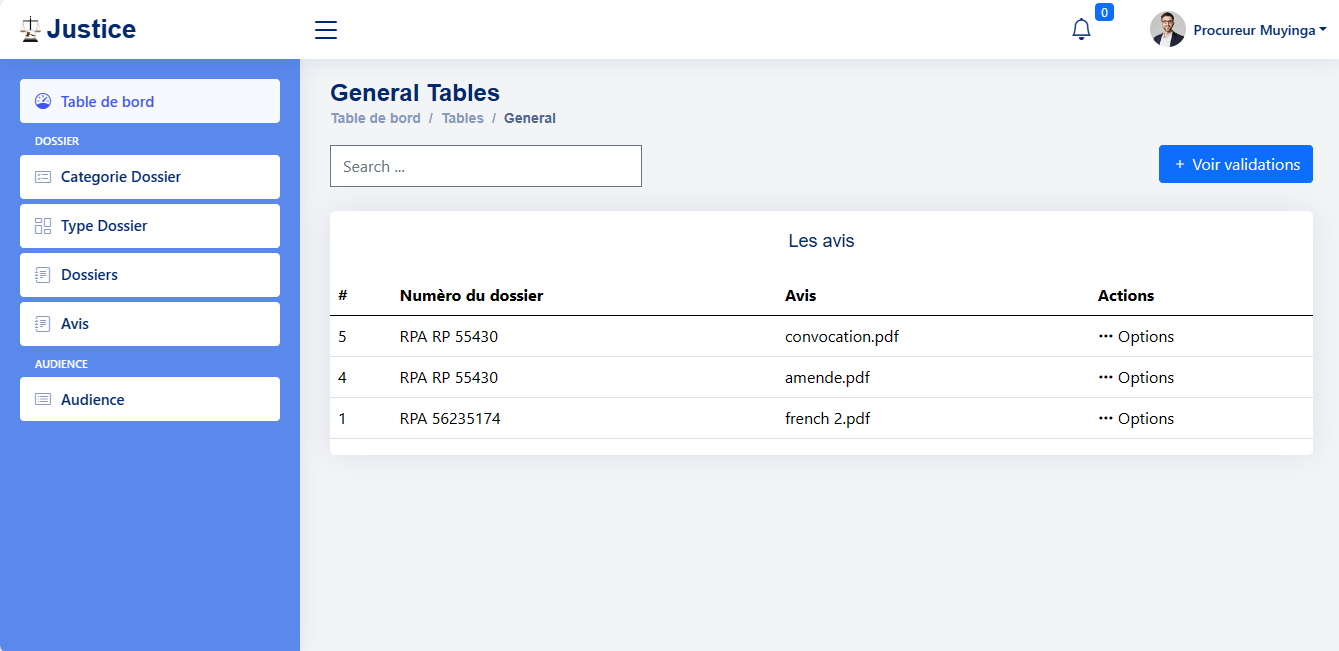 Justice
0
Procureur Muyinga
Table de bord
DOSSIER
Categorie Dossier
Type Dossier
Dossiers
Avis
AUDIENCE
Audience
General Tables
Table de bord / Tables / General
Search ...
+ Voir validations
Les avis
# Numèro du dossier Avis Actions
5 RPA RP 55430 convocation.pdf ··· Options
4 RPA RP 55430 amende.pdf ··· Options
1 RPA 56235174 french 2.pdf ··· Options